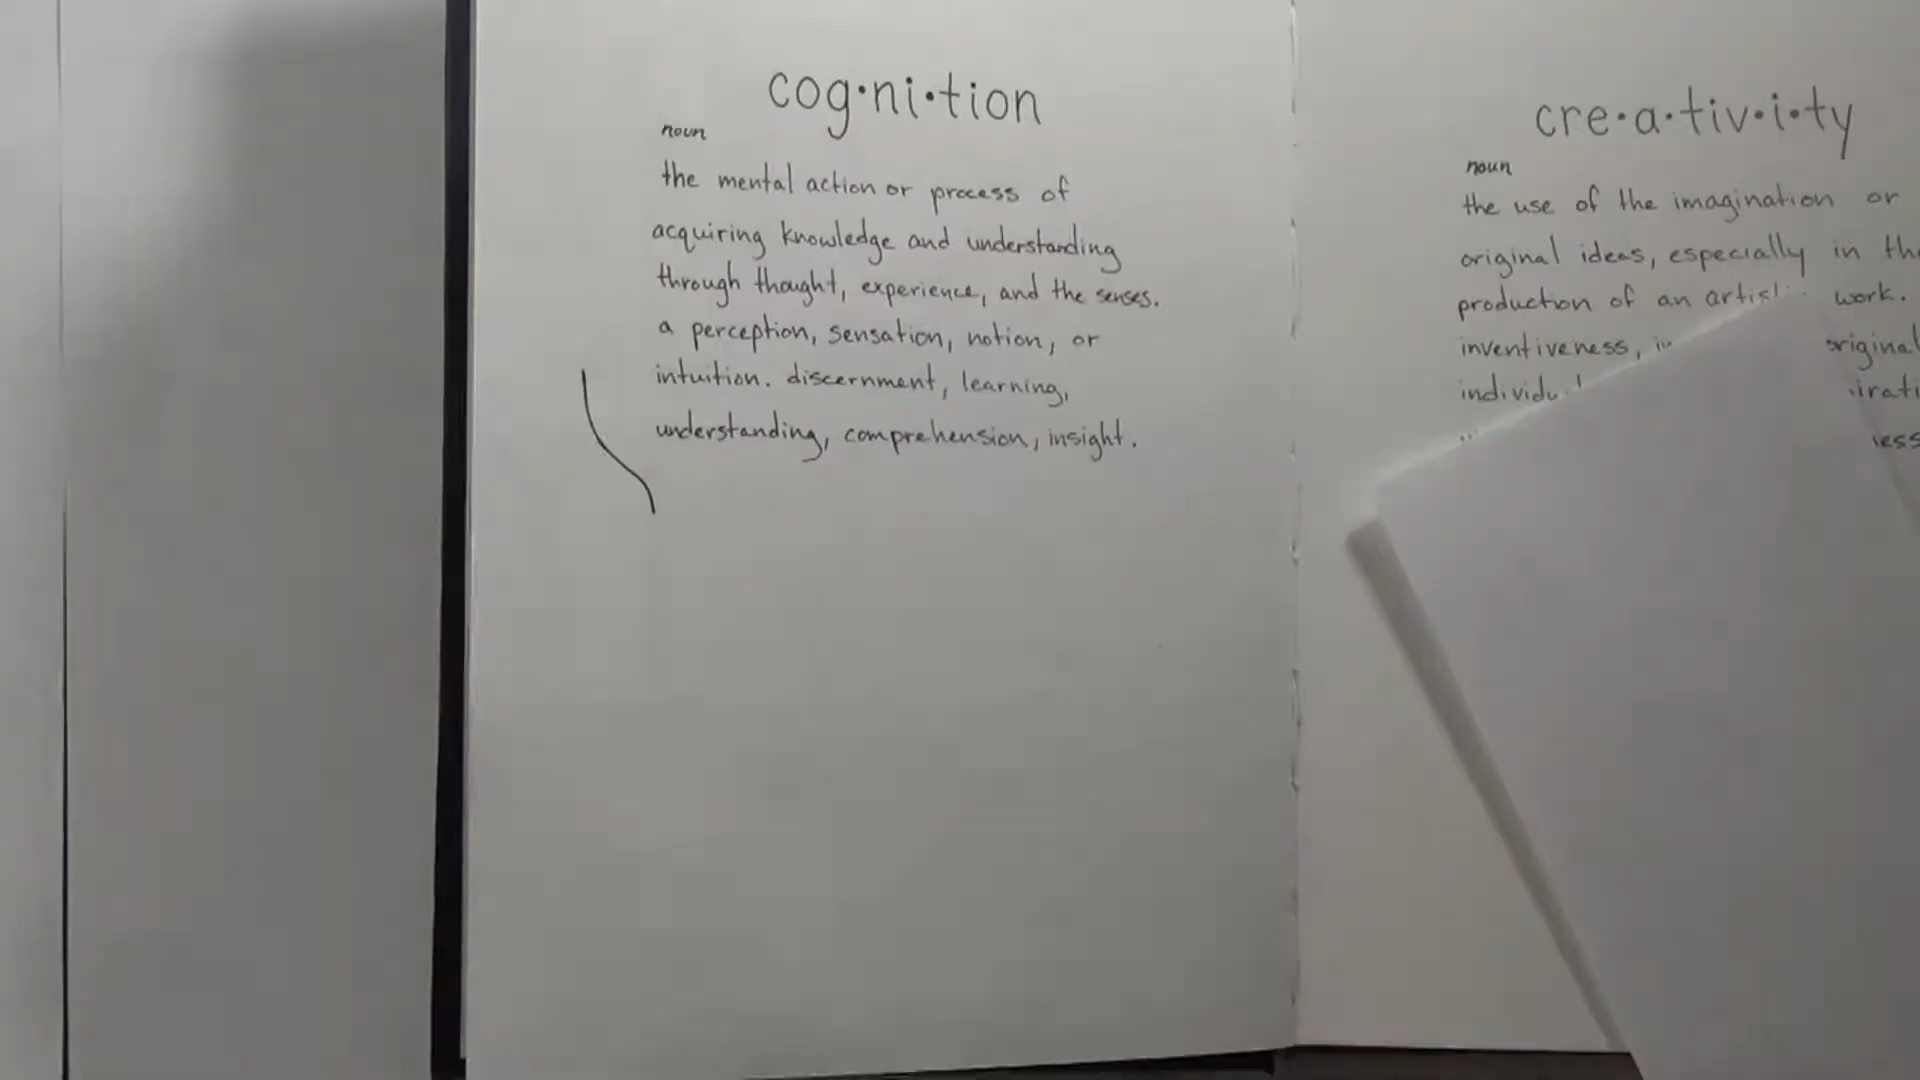 cog·ni·tion
noun
the mental action or process of
acquiring knowledge and understanding
through thought, experience, and the senses.
a perception, sensation, notion, or
intuition. discernment, learning,
understanding, comprehension, insight.
cre·a·tiv·i·ty
noun
the use of the imagination or
original ideas, especially in
production of an work.
inventiveness,